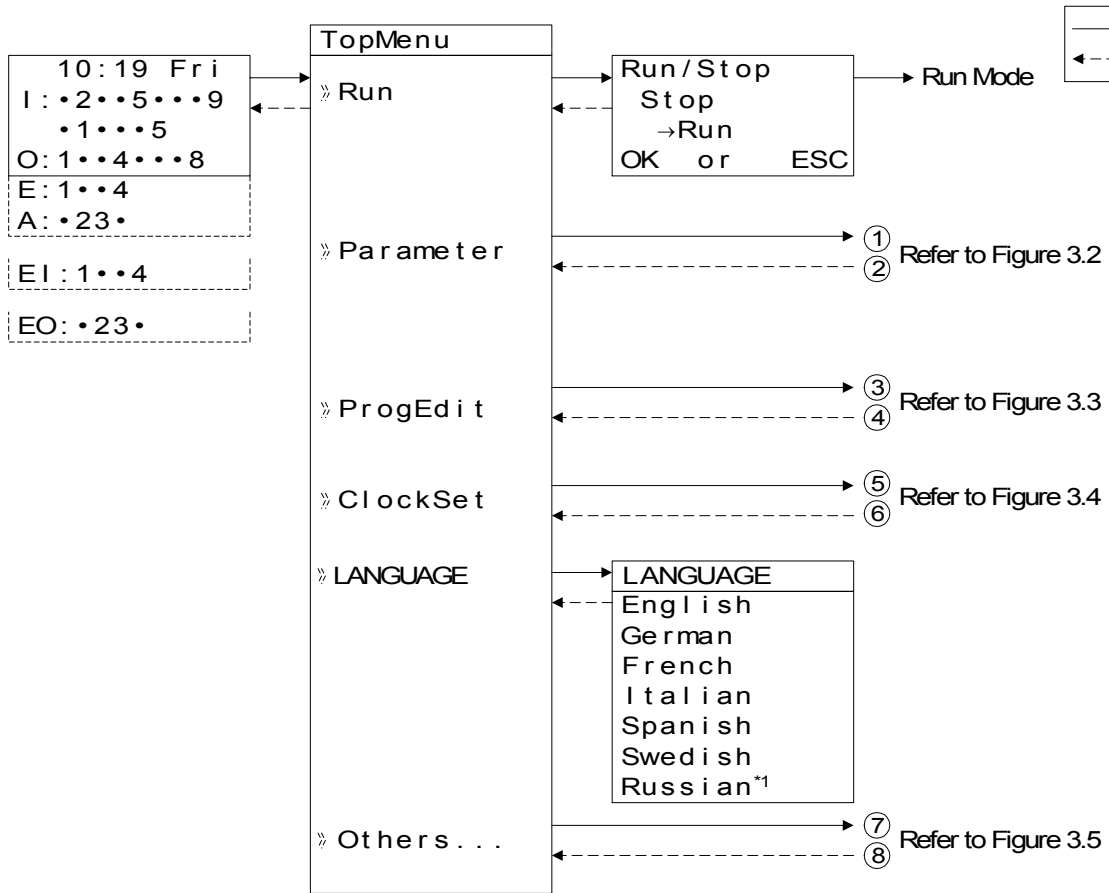 10:19 Fri
I:•2••5•••9
•1•••5
O:1••4•••8
E:1••4
A:•23•
EI:1••4
EO:•23•
TopMenu
Run
Parameter
ProgEdit
ClockSet
LANGUAGE
Others...
Run/Stop
Stop
→Run
OK or ESC
Run Mode
① Refer to Figure 3.2
②
③ Refer to Figure 3.3
④
⑤ Refer to Figure 3.4
⑥
LANGUAGE
English
German
French
Italian
Spanish
Swedish
Russian*1
⑦ Refer to Figure 3.5
⑧